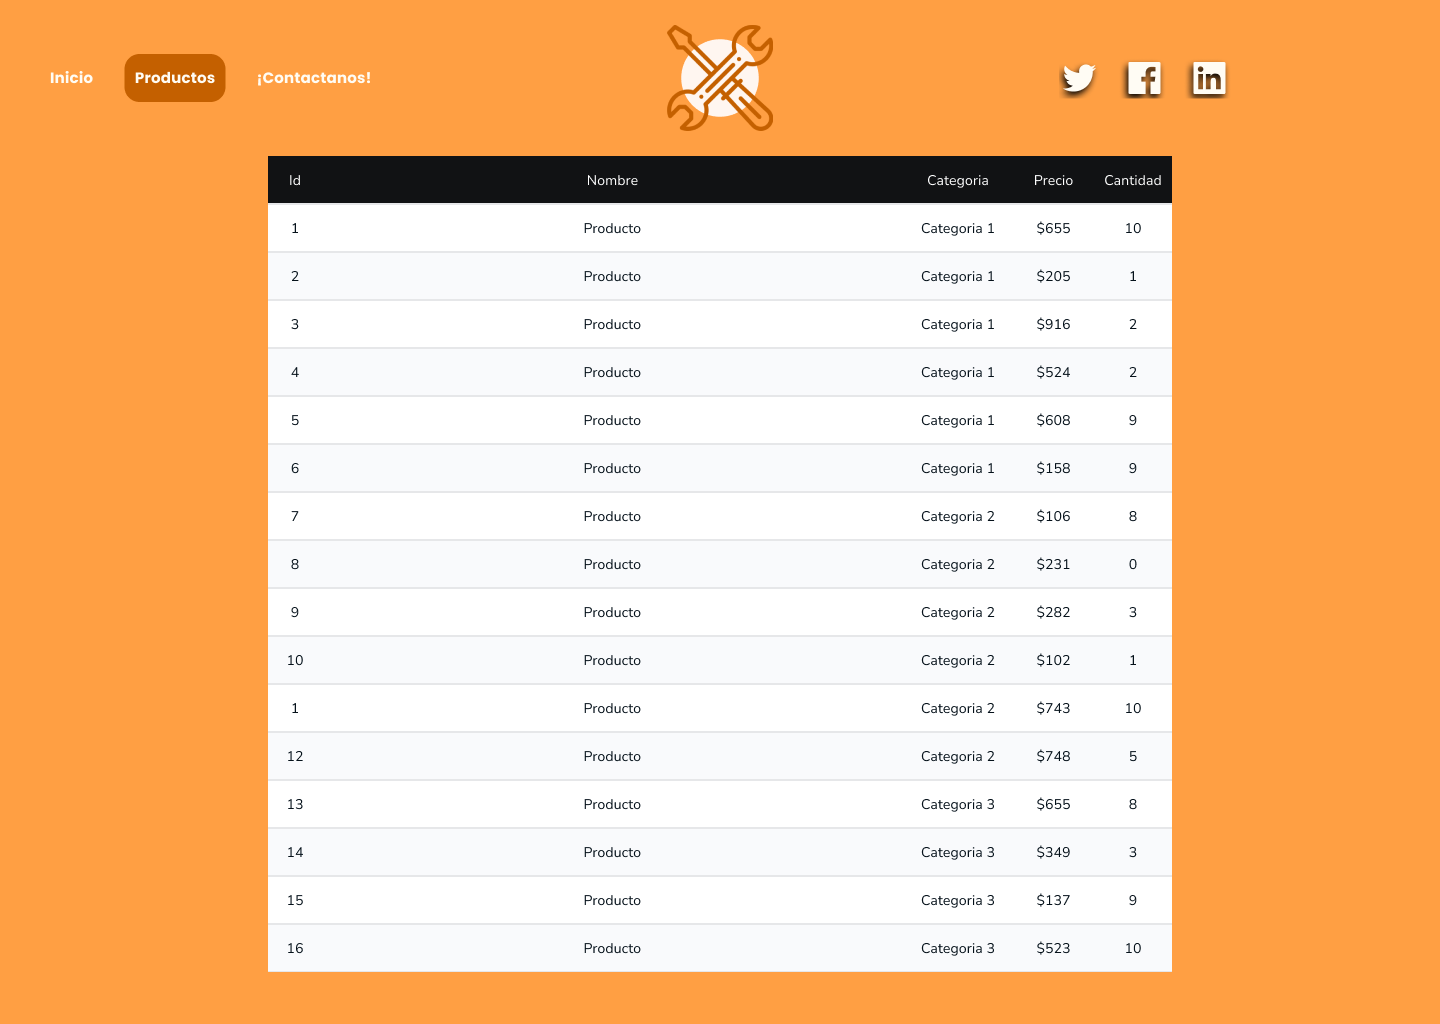 Inicio Productos ¡Contactanos!
Id Nombre Categoria Precio Cantidad
1 Producto Categoria 1 $655 10
2 Producto Categoria 1 $205 1
3 Producto Categoria 1 $916 2
4 Producto Categoria 1 $524 2
5 Producto Categoria 1 $608 9
6 Producto Categoria 1 $158 9
7 Producto Categoria 2 $106 8
8 Producto Categoria 2 $231 0
9 Producto Categoria 2 $282 3
10 Producto Categoria 2 $102 1
1 Producto Categoria 2 $743 10
12 Producto Categoria 2 $748 5
13 Producto Categoria 3 $655 8
14 Producto Categoria 3 $349 3
15 Producto Categoria 3 $137 9
16 Producto Categoria 3 $523 10